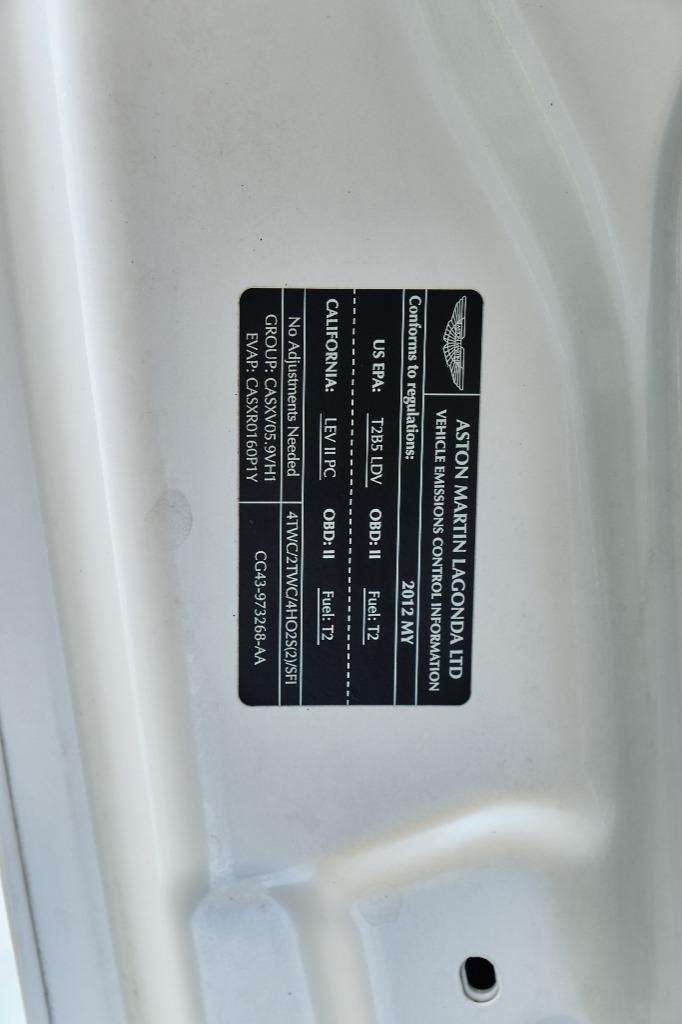 ASTON MARTIN LAGONDA LTD
VEHICLE EMISSIONS CONTROL INFORMATION
Conforms to regulations: 2012 MY
US EPA: T2B5 LDV OBD: II Fuel: T2
CALIFORNIA: LEV II PC OBD: II Fuel: T2
No Adjustments Needed 4TWC/2TWC/4HO2S(2)/SFI
GROUP: CASXV05.9VH1
EVAP: CASXR0160P1Y
CG43-973268-AA